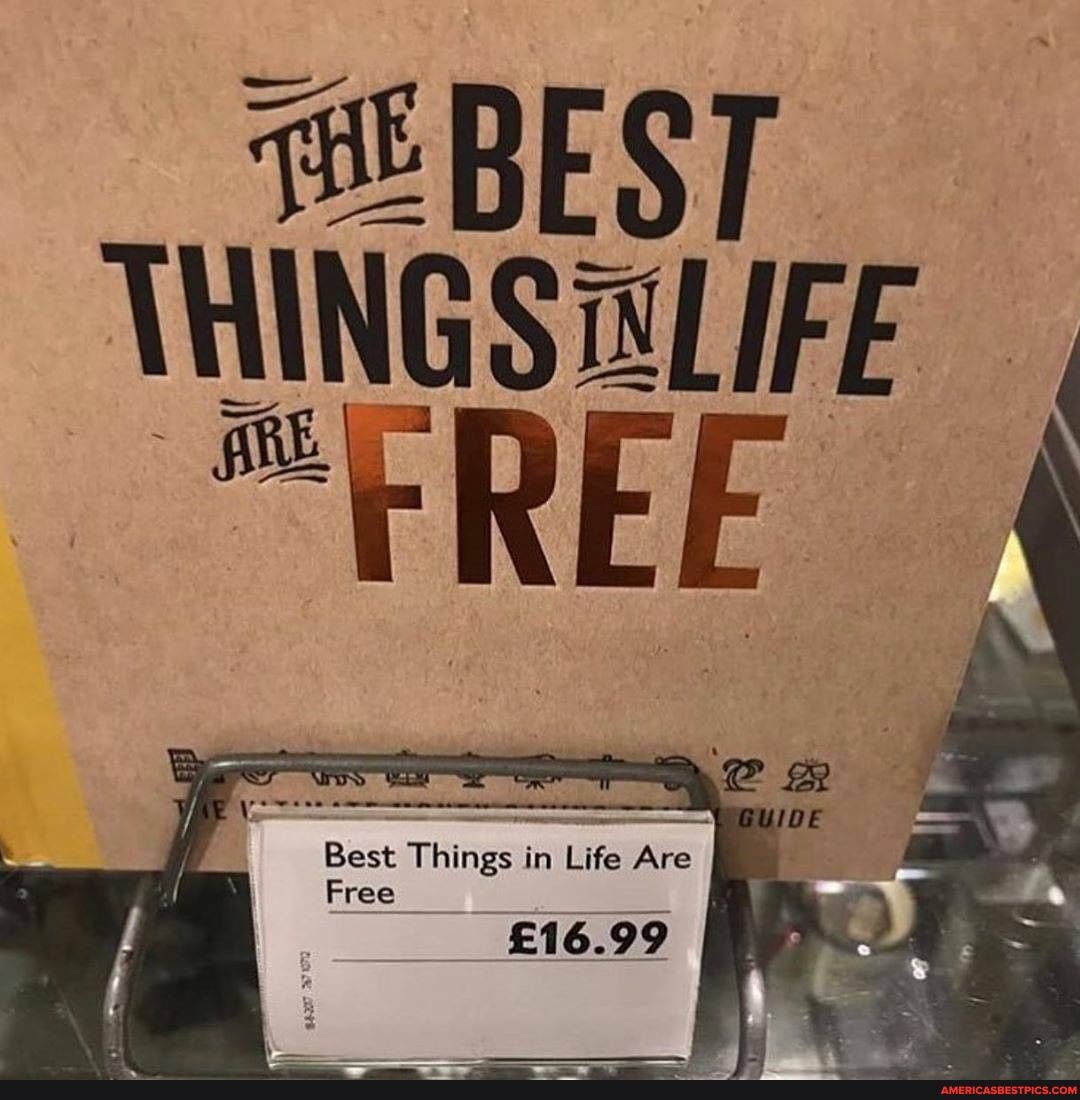 THE BEST
THINGS IN LIFE
ARE FREE
GUIDE
Best Things in Life Are
Free
£16.99
AMERICASBESTPICS.COM